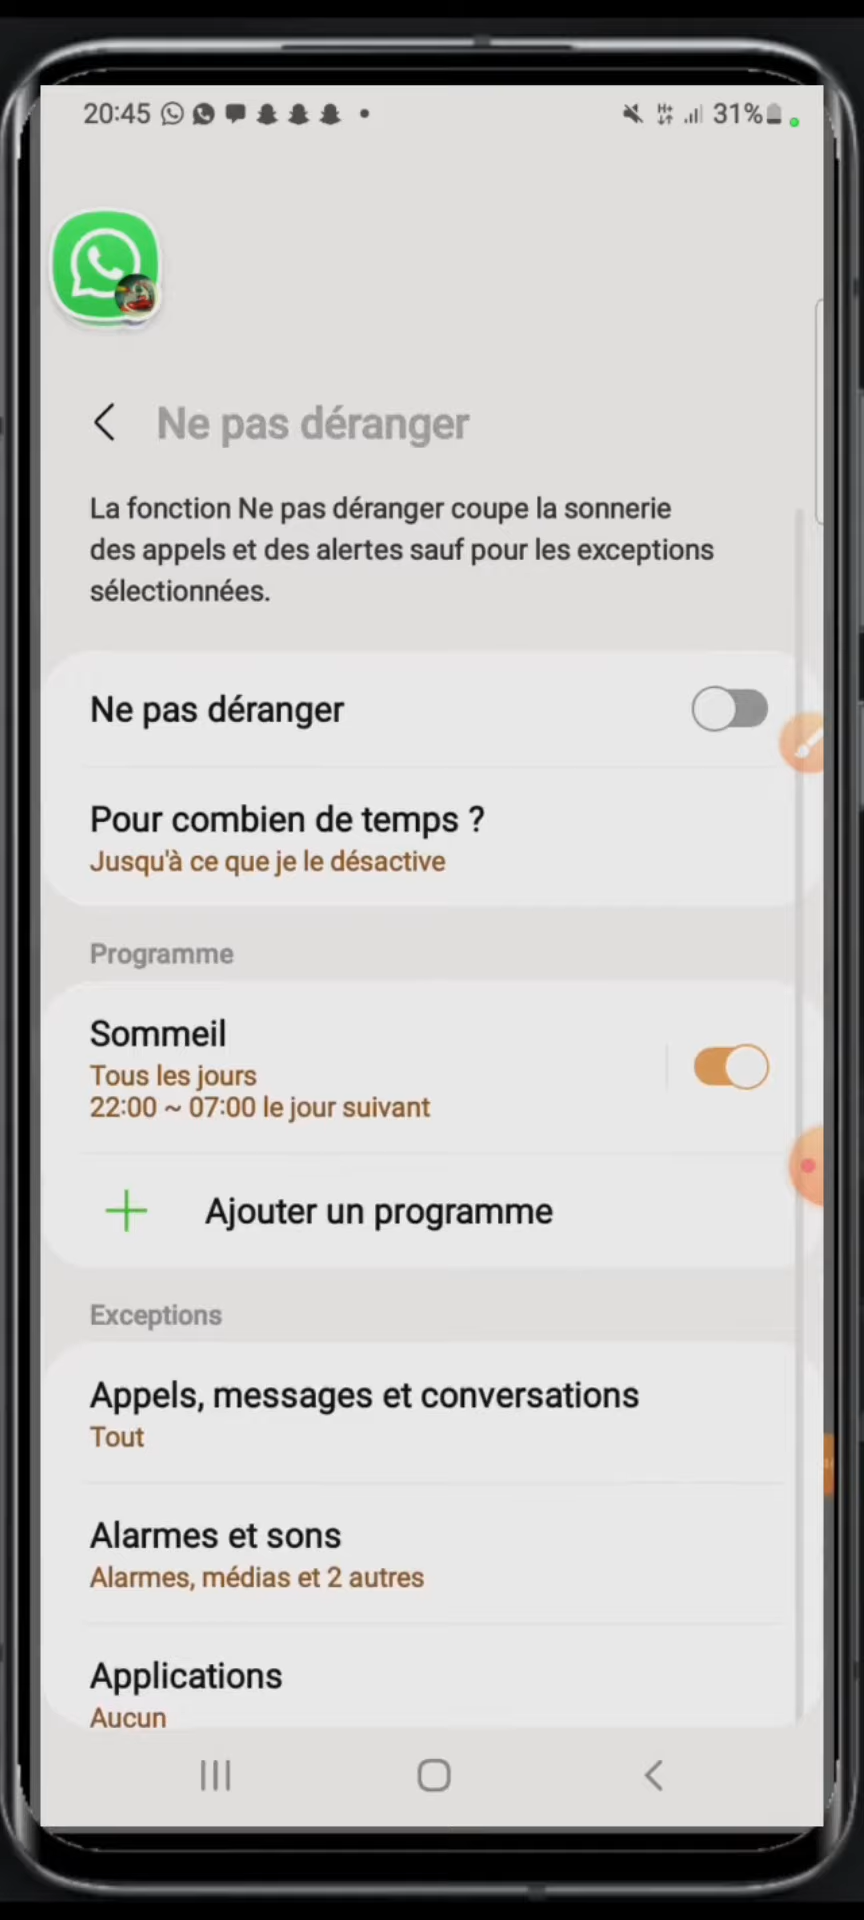 20:45
31%
Ne pas déranger
La fonction Ne pas déranger coupe la sonnerie
des appels et des alertes sauf pour les exceptions
sélectionnées.
Ne pas déranger
Pour combien de temps ?
Jusqu'à ce que je le désactive
Programme
Sommeil
Tous les jours
22:00 ~ 07:00 le jour suivant
Ajouter un programme
Exceptions
Appels, messages et conversations
Tout
Alarmes et sons
Alarmes, médias et 2 autres
Applications
Aucun